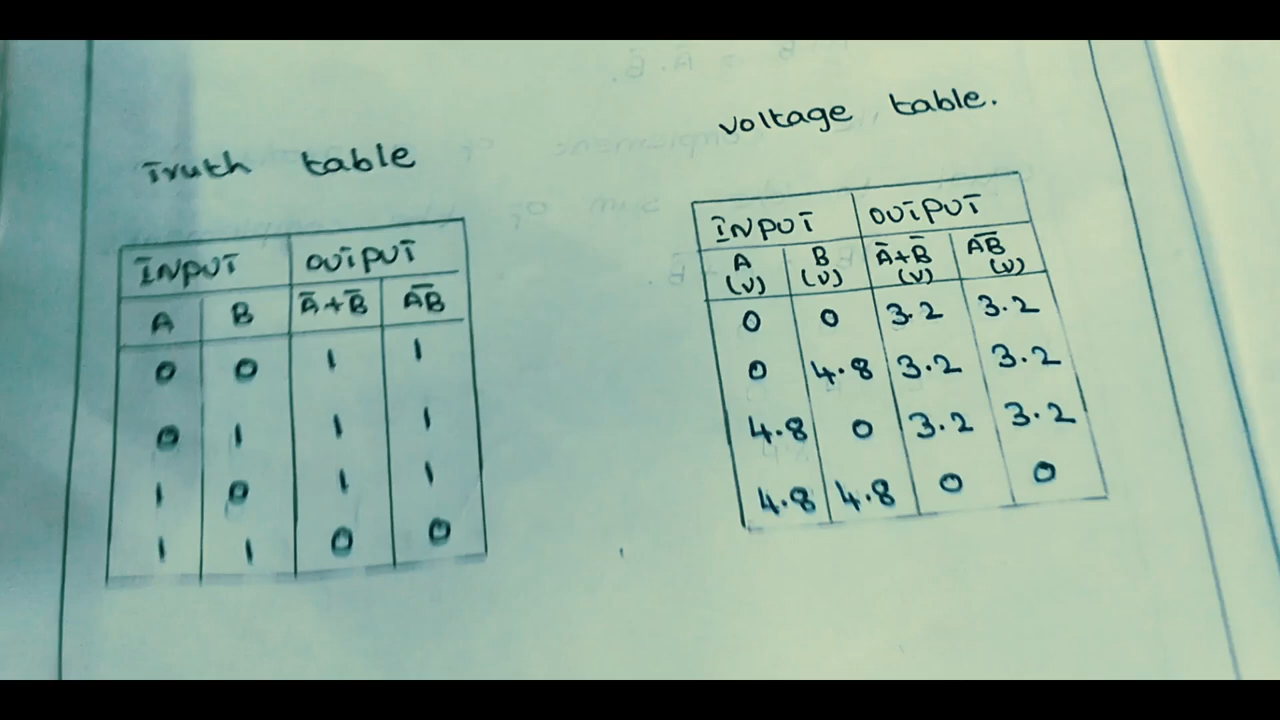 Truth table
INPUT OUTPUT
A B Ā+B̄ A̅B̅
0 0 1 1
0 1 1 1
1 0 1 1
1 1 0 0
voltage table.
INPUT OUTPUT
A B Ā+B̄ A̅B̅
(V) (V) (V) (V)
0 0 3.2 3.2
0 4.8 3.2 3.2
4.8 0 3.2 3.2
4.8 4.8 0 0